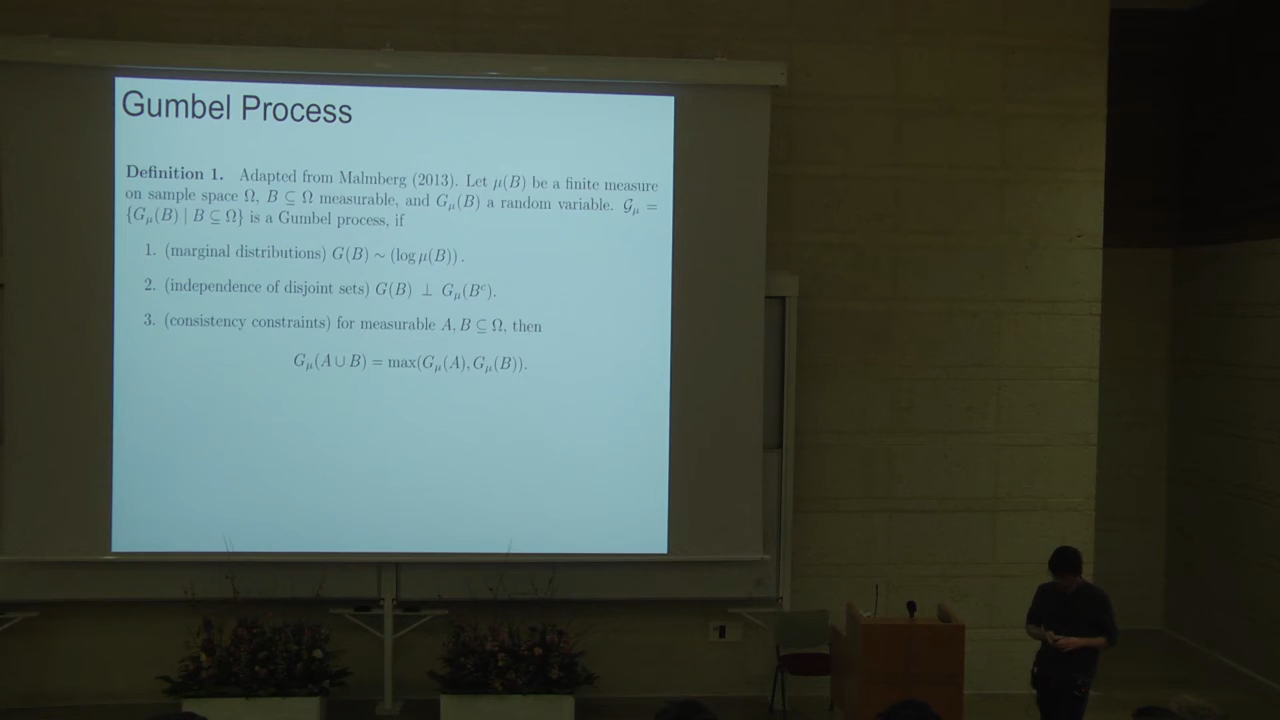 Gumbel Process
Definition 1. Adapted from Malmberg (2013). Let μ(B) be a finite measure
on sample space Ω, B ⊆ Ω measurable, and G_μ(B) a random variable. 𝒢_μ =
{G_μ(B) | B ⊆ Ω} is a Gumbel process, if
1. (marginal distributions) G(B) ∼ (log μ(B)) .
2. (independence of disjoint sets) G(B) ⊥ G_μ(B^c).
3. (consistency constraints) for measurable A, B ⊆ Ω, then
G_μ(A ∪ B) = max(G_μ(A), G_μ(B)).